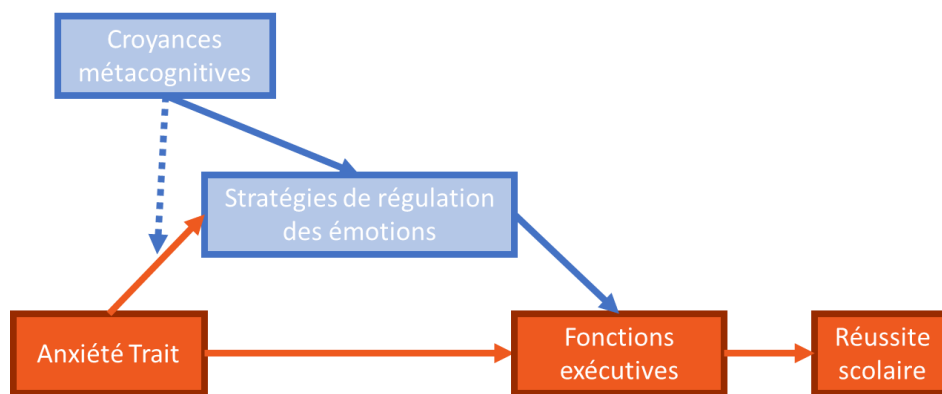 Croyances
métacognitives
Stratégies de régulation
des émotions
Anxiété Trait
Fonctions
exécutives
Réussite
scolaire